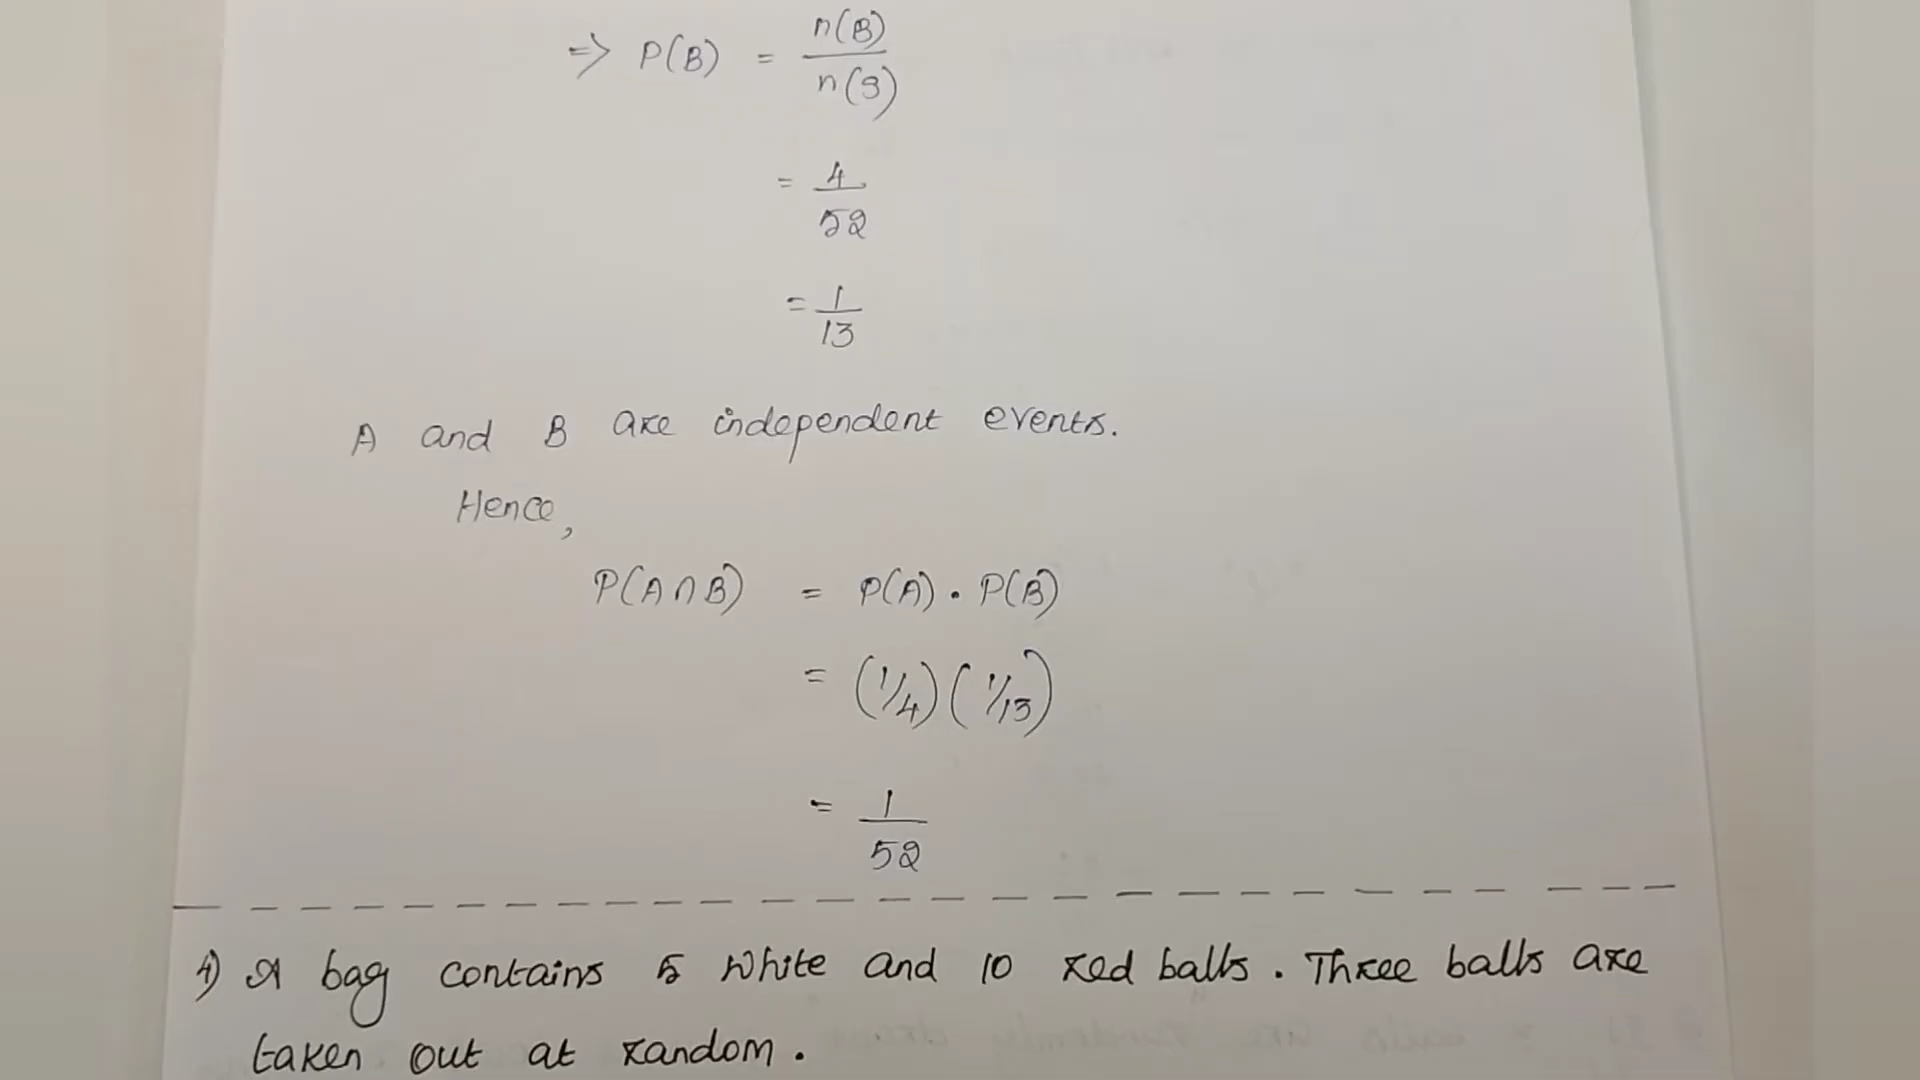 => P(B) = n(B)/n(S)
= 4/52
= 1/13
A and B are independent events.
Hence,
P(A∩B) = P(A) . P(B)
= (1/4)(1/13)
= 1/52
4) A bag contains 5 white and 10 red balls. Three balls are
taken out at random.